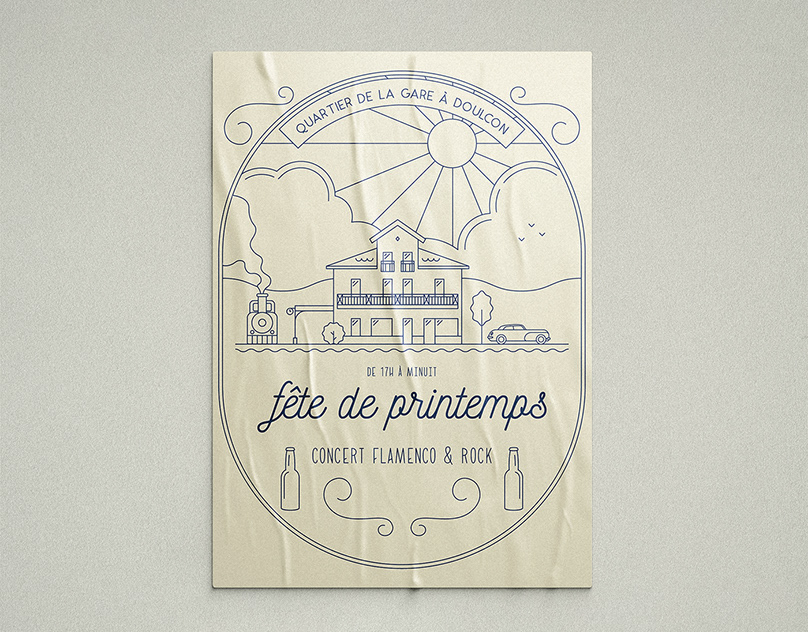 QUARTIER DE LA GARE À DOULCON
DE 17H À MINUIT
fête de printemps
CONCERT FLAMENCO & ROCK